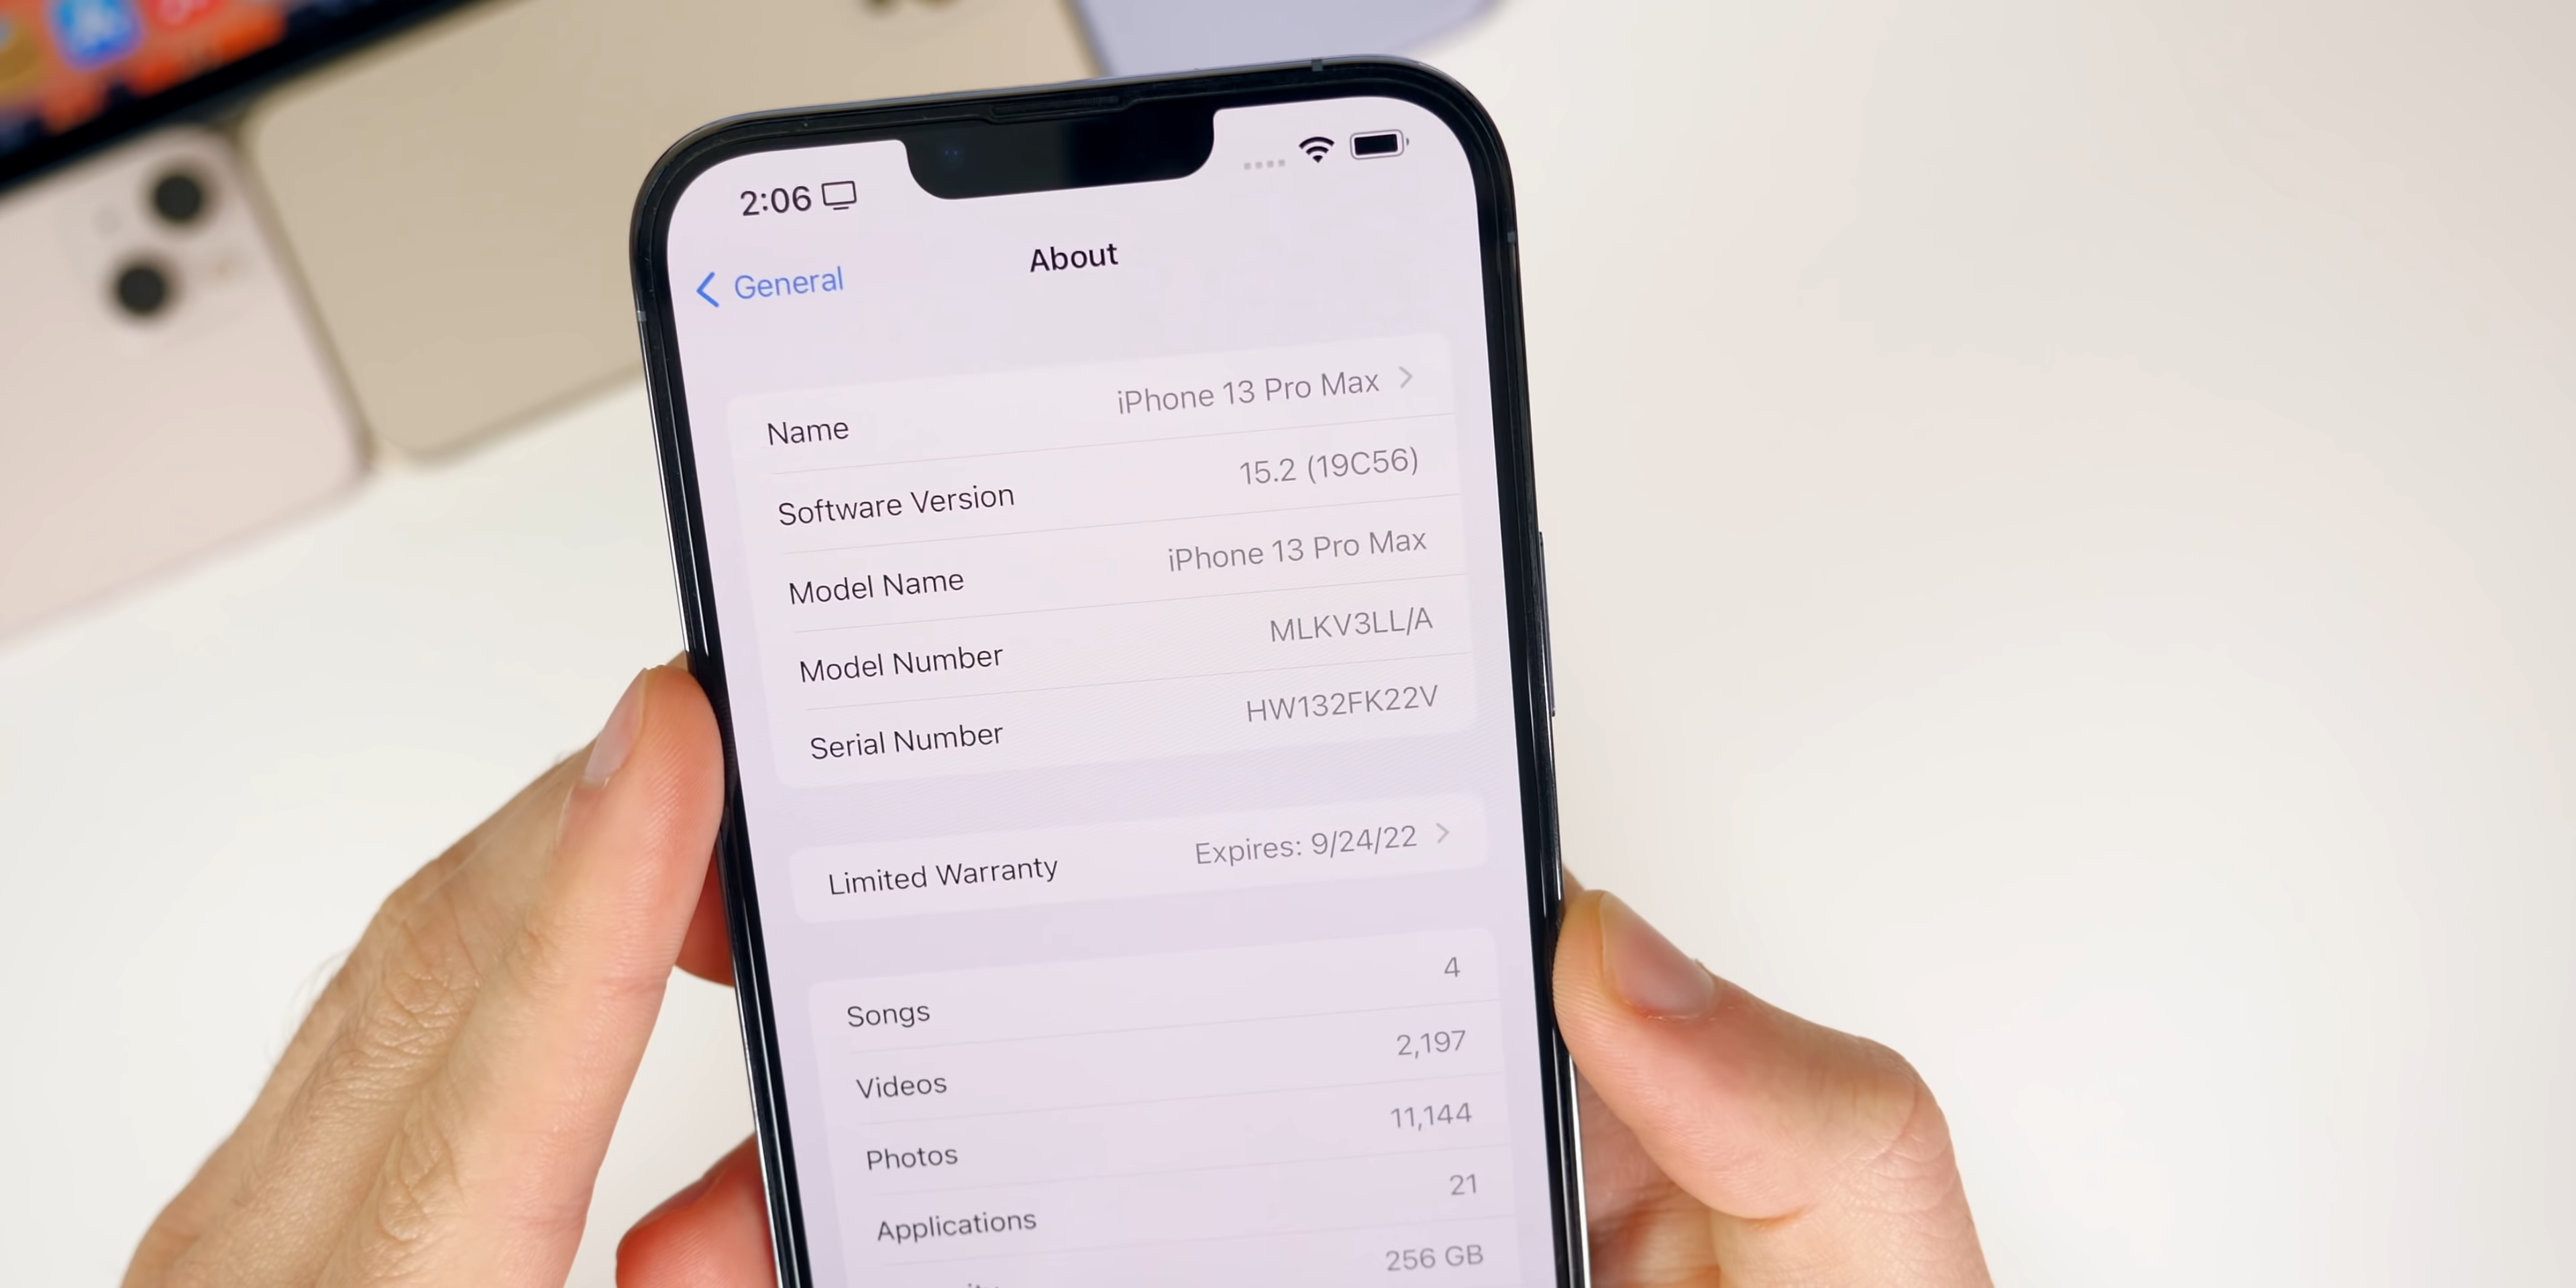 2:06
General
About
Name iPhone 13 Pro Max
Software Version 15.2 (19C56)
Model Name iPhone 13 Pro Max
Model Number MLKV3LL/A
Serial Number HW132FK22V
Limited Warranty Expires: 9/24/22
Songs 4
Videos 2,197
Photos 11,144
Applications 21
256 GB